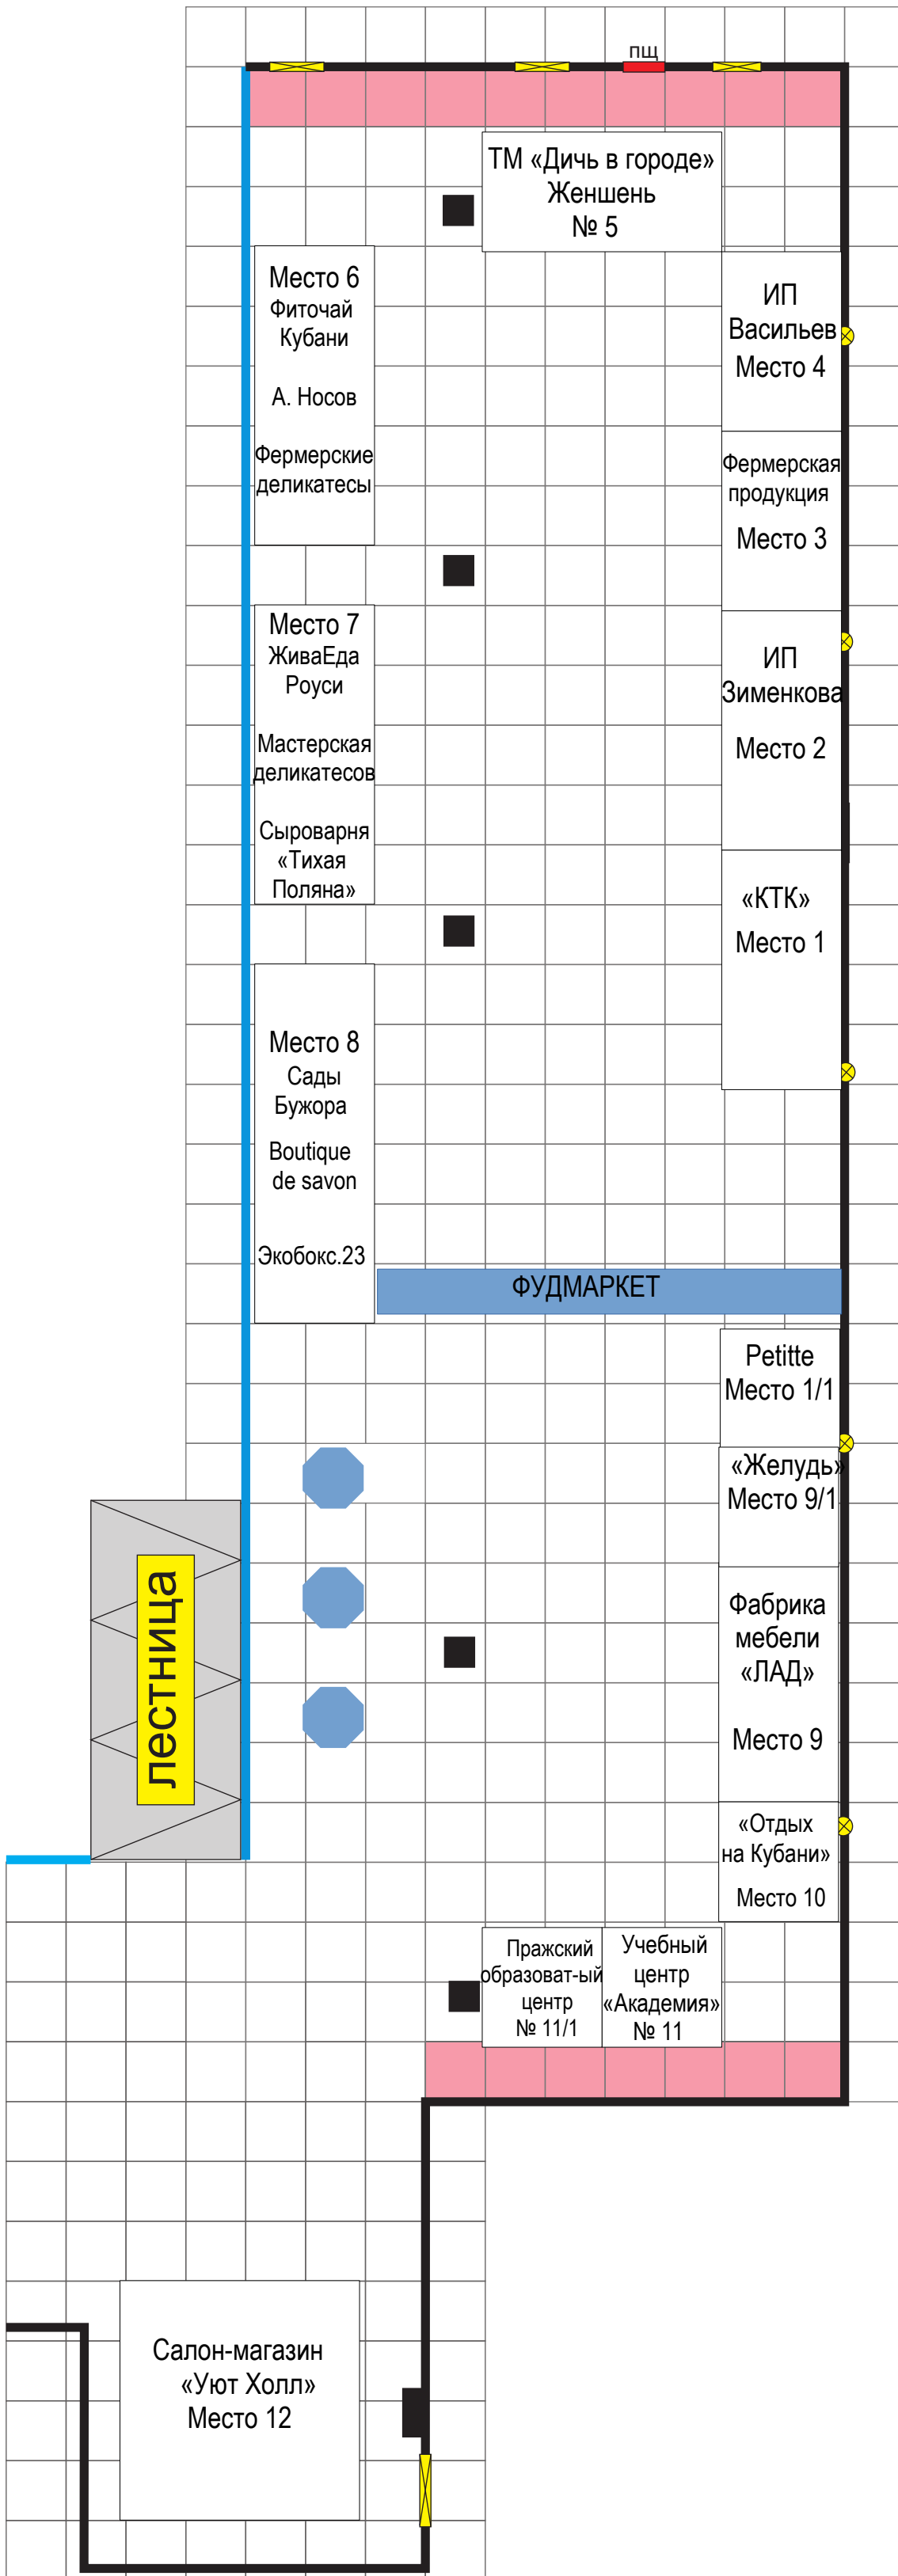 пщ
ТМ «Дичь в городе»
Женшень
№ 5
Место 6
Фиточай
Кубани
А. Носов
Фермерские
деликатесы
ИП
Васильев
Место 4
Фермерская
продукция
Место 3
Место 7
ЖиваЕда
Роуси
Мастерская
деликатесов
Сыроварня
«Тихая
Поляна»
ИП
Зименкова
Место 2
«КТК»
Место 1
Место 8
Сады
Бужора
Boutique
de savon
Экобокс.23
ФУДМАРКЕТ
Petitte
Место 1/1
«Желудь»
Место 9/1
лестница
Фабрика
мебели
«ЛАД»
Место 9
«Отдых
на Кубани»
Место 10
Пражский
образоват-ый
центр
№ 11/1
Учебный
центр
«Академия»
№ 11
Салон-магазин
«Уют Холл»
Место 12